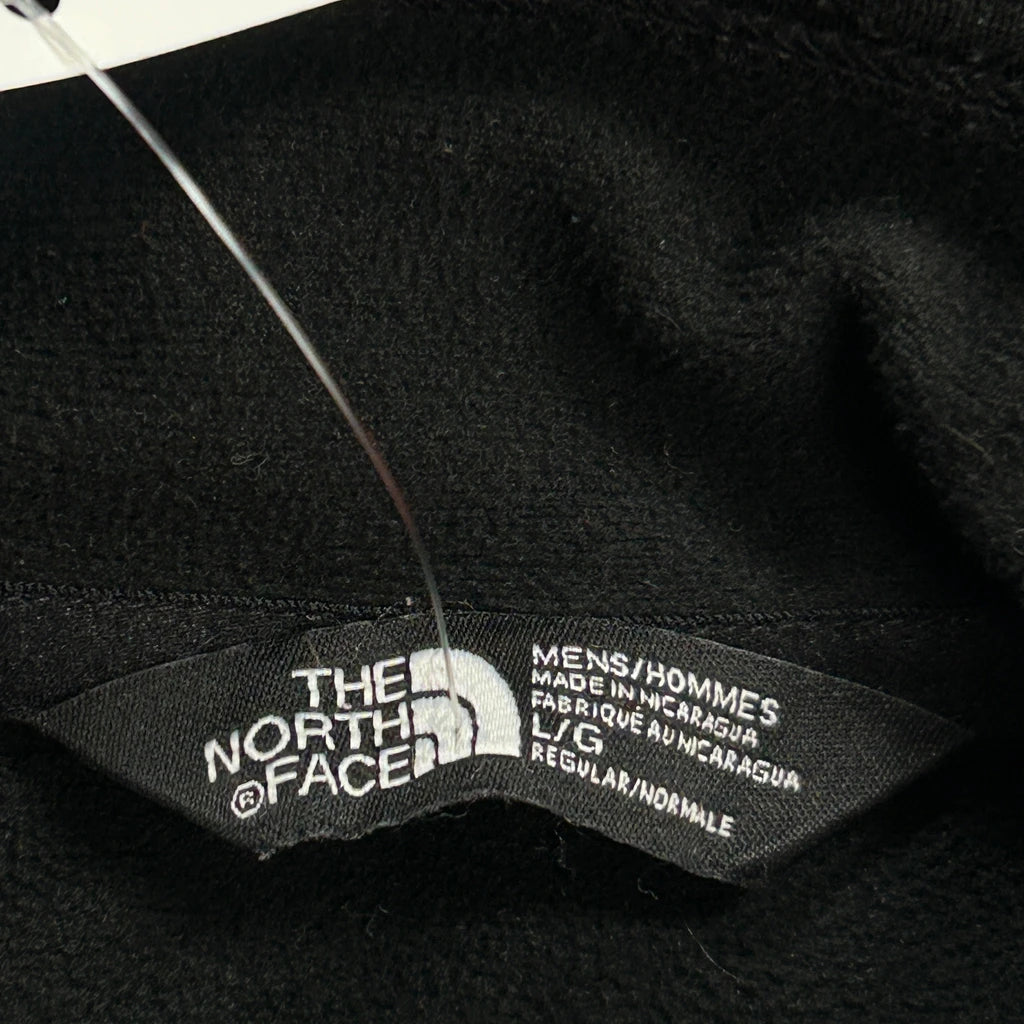 THE
NORTH
®FACE
MENS/HOMMES
MADE IN NICARAGUA
FABRIQUÉ AU NICARAGUA
L/G
REGULAR/NORMALE